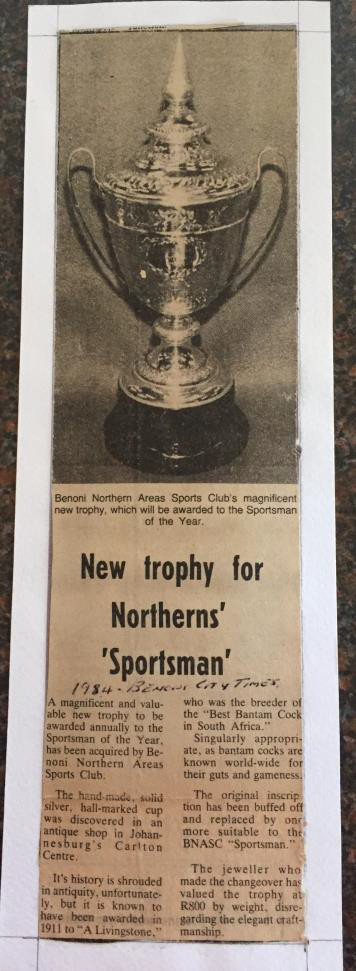 Benoni Northern Areas Sports Club's magnificent
new trophy, which will be awarded to the Sportsman
of the Year.
New trophy for
Northerns'
'Sportsman'
1984 - BENONI CITY TIMES
A magnificent and valu-
able new trophy to be
awarded annually to the
Sportsman of the Year,
has been acquired by Be-
noni Northern Areas
Sports Club.
The hand-made, solid
silver, hall-marked cup
was discovered in an
antique shop in Johan-
nesburg's Carlton
Centre.
It's history is shrouded
in antiquity, unfortunate-
ly, but it is known to
have been awarded in
1911 to "A Livingstone,"
who was the breeder of
the "Best Bantam Cock
in South Africa."
Singularly appropri-
ate, as bantam cocks are
known world-wide for
their guts and gameness.
The original inscrip-
tion has been buffed off
and replaced by one
more suitable to the
BNASC "Sportsman."
The jeweller who
made the changeover has
valued the trophy at
R800 by weight, disre-
garding the elegant craft-
manship.